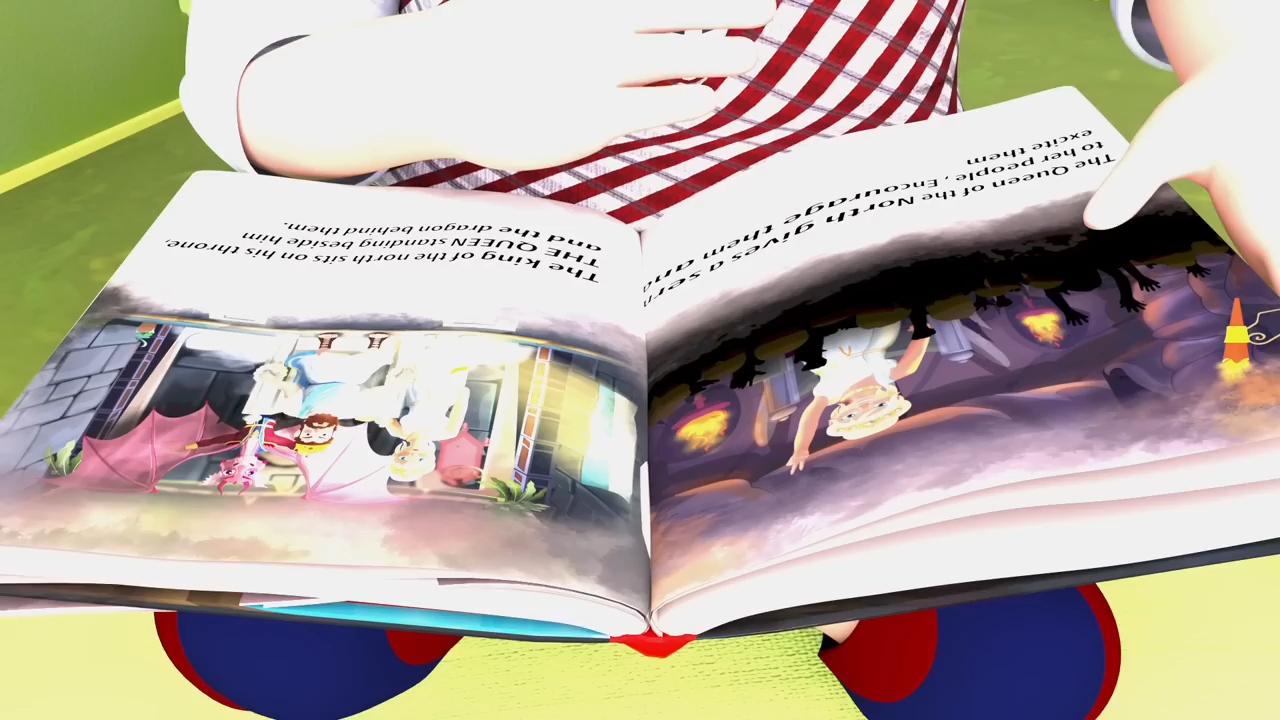 The Queen of the North gives a
to her people , Encourage them and
excite them
The king of the north sits on his throne,
THE QUEEN standing beside him
and the dragon behind them.